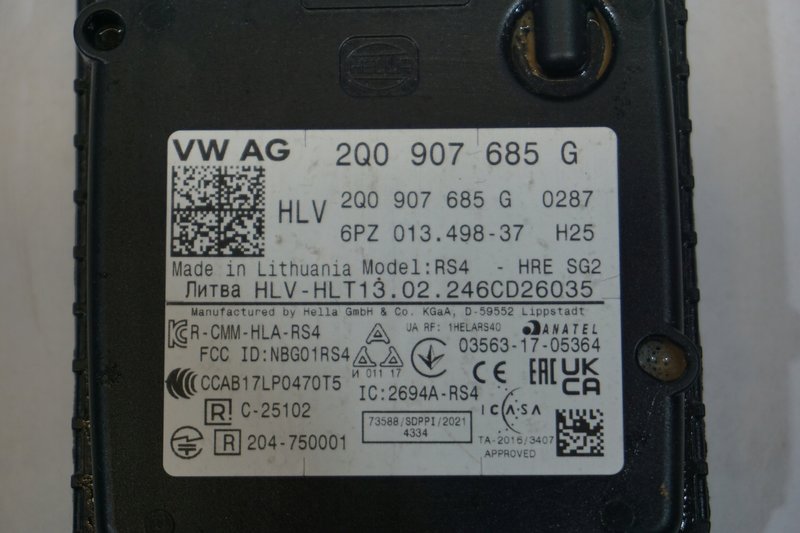 VW AG 2Q0 907 685 G
HLV 2Q0 907 685 G 0287
6PZ 013.498-37 H25
Made in Lithuania Model:RS4 - HRE SG2
Литва HLV-HLT13.02.246CD26035
Manufactured by Hella GmbH & Co. KGaA, D-59552 Lippstadt
R-CMM-HLA-RS4
UA RF: 1HELARS40
ANATEL
FCC ID:NBG01RS4
И 011 17
03563-17-05364
CCAB17LP0470T5
IC:2694A-RS4
CE EAC UK CA
R C-25102
73588/SDPPI/2021
4334
ICASA
R 204-750001
TA-2016/3407
APPROVED